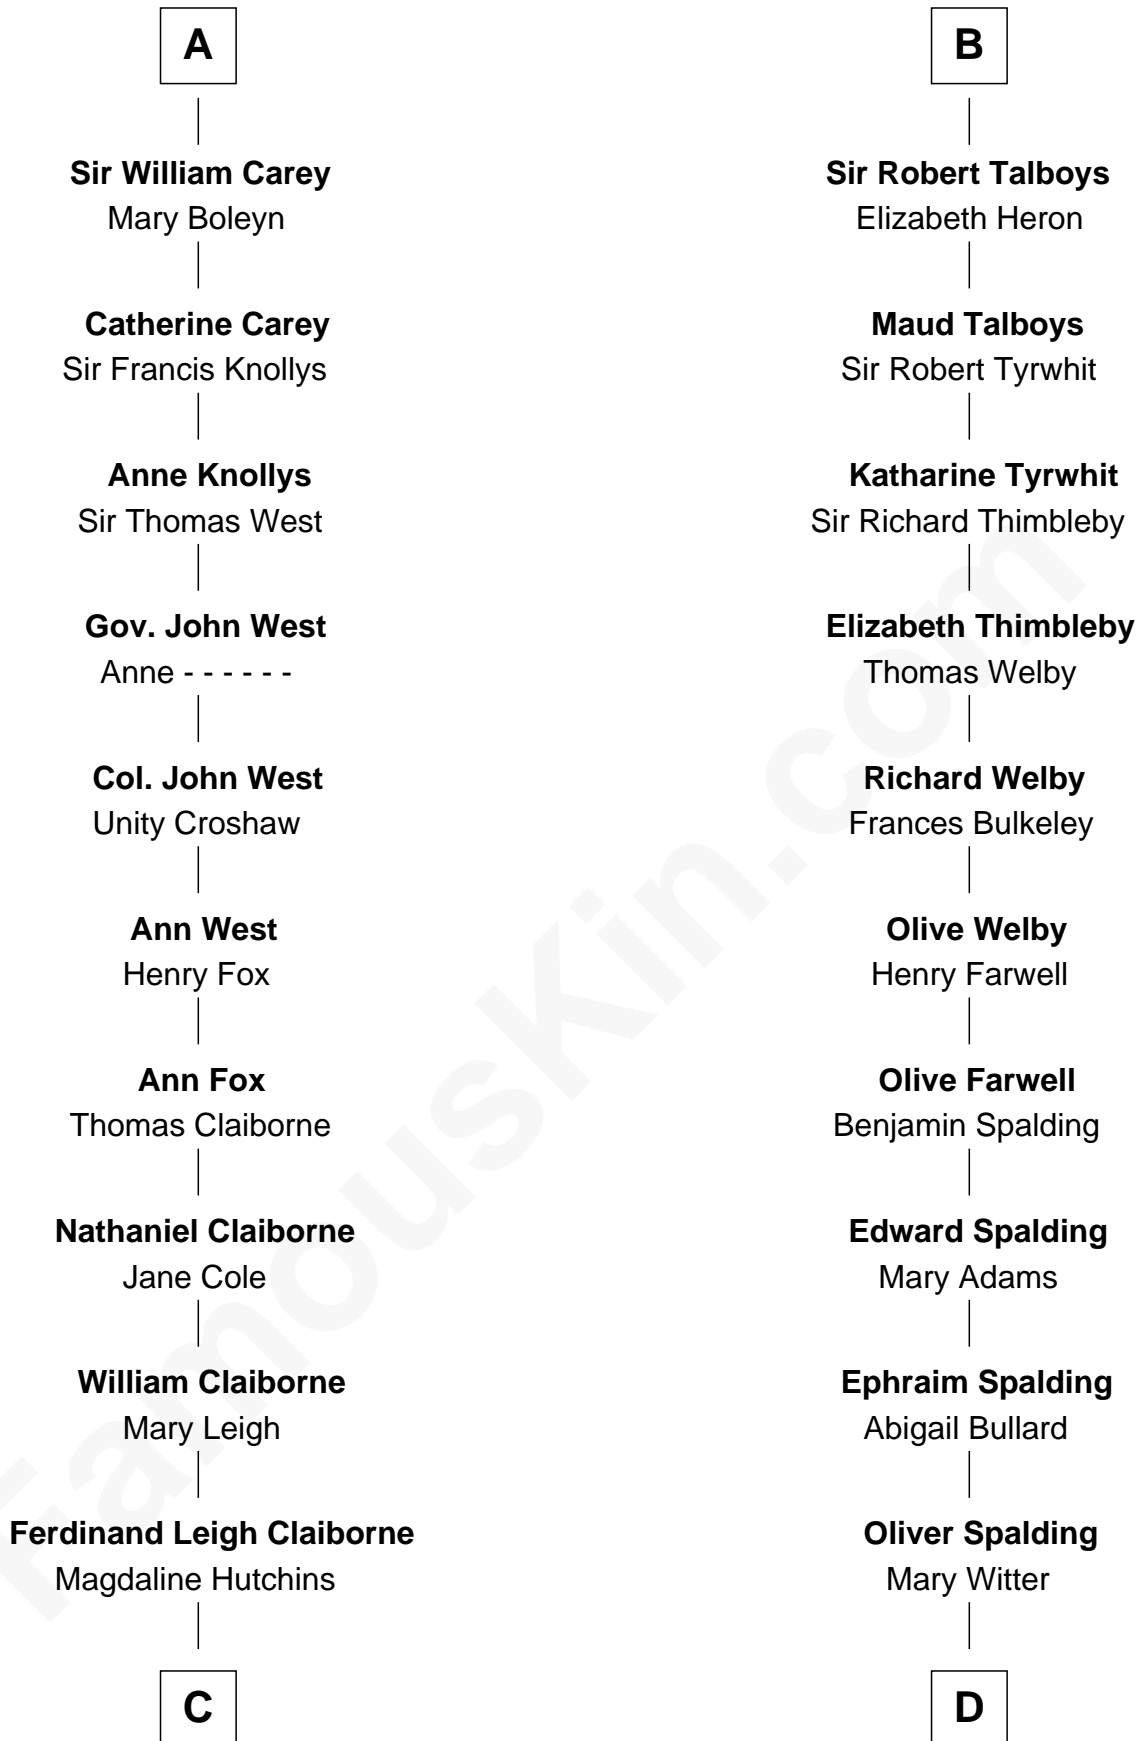 A
Sir William Carey
Mary Boleyn
Catherine Carey
Sir Francis Knollys
Anne Knollys
Sir Thomas West
Gov. John West
Anne - - - - - -
Col. John West
Unity Croshaw
Ann West
Henry Fox
Ann Fox
Thomas Claiborne
Nathaniel Claiborne
Jane Cole
William Claiborne
Mary Leigh
Ferdinand Leigh Claiborne
Magdaline Hutchins
C
B
Sir Robert Talboys
Elizabeth Heron
Maud Talboys
Sir Robert Tyrwhit
Katharine Tyrwhit
Sir Richard Thimbleby
Elizabeth Thimbleby
Thomas Welby
Richard Welby
Frances Bulkeley
Olive Welby
Henry Farwell
Olive Farwell
Benjamin Spalding
Edward Spalding
Mary Adams
Ephraim Spalding
Abigail Bullard
Oliver Spalding
Mary Witter
D
FamousKin.com